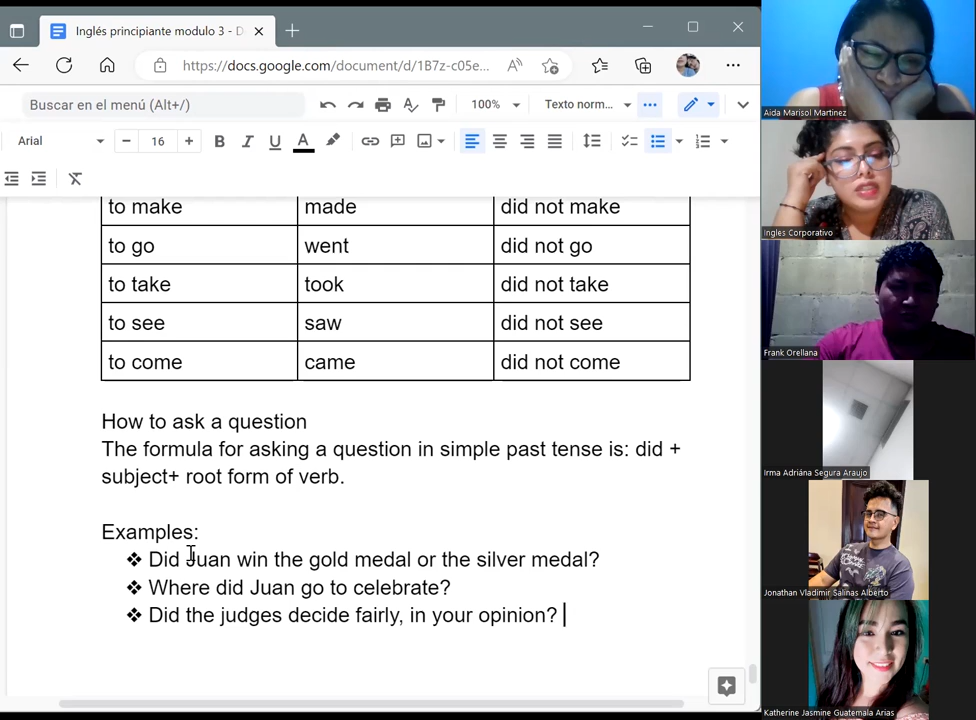 Inglés principiante modulo 3 - D
https://docs.google.com/document/d/1B7z-c05e...
Buscar en el menú (Alt+/)
100%
Texto norm...
Arial
16
to make made did not make
to go went did not go
to take took did not take
to see saw did not see
to come came did not come
How to ask a question
The formula for asking a question in simple past tense is: did +
subject+ root form of verb.
Examples:
❖ Did Juan win the gold medal or the silver medal?
❖ Where did Juan go to celebrate?
❖ Did the judges decide fairly, in your opinion?
Aida Marisol Martinez
Ingles Corporativo
Frank Orellana
Irma Adriána Segura Araujo
Jonathan Vladimir Salinas Alberto
Katherine Jasmine Guatemala Arias